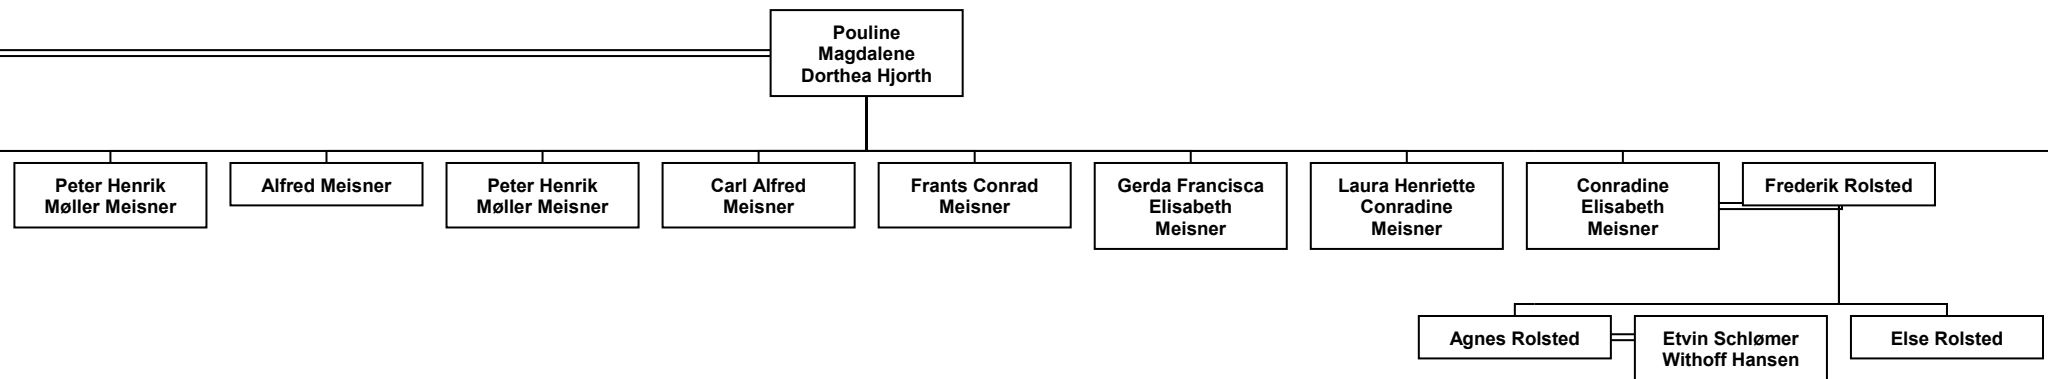 Pouline
Magdalene
Dorthea Hjorth
Peter Henrik
Møller Meisner
Alfred Meisner
Peter Henrik
Møller Meisner
Carl Alfred
Meisner
Frants Conrad
Meisner
Gerda Francisca
Elisabeth
Meisner
Laura Henriette
Conradine
Meisner
Conradine
Elisabeth
Meisner
Frederik Rolsted
Agnes Rolsted
Etvin Schlømer
Withoff Hansen
Else Rolsted